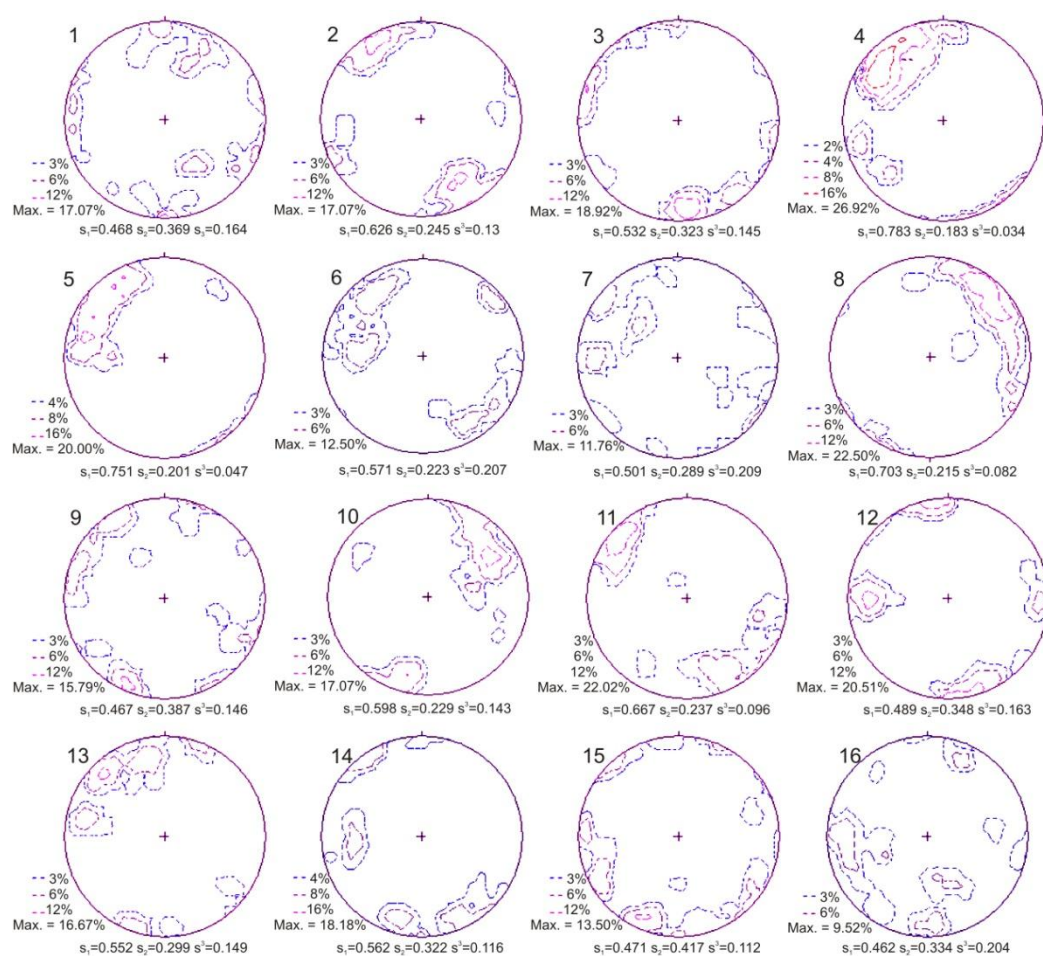 1
3%
6%
12%
Max. = 17.07%
s₁=0.468 s₂=0.369 s₃=0.164
2
3%
6%
12%
Max. = 17.07%
s₁=0.626 s₂=0.245 s³=0.13
3
3%
6%
12%
Max. = 18.92%
s₁=0.532 s₂=0.323 s³=0.145
4
2%
4%
8%
16%
Max. = 26.92%
s₁=0.783 s₂=0.183 s³=0.034
5
4%
8%
16%
Max. = 20.00%
s₁=0.751 s₂=0.201 s³=0.047
6
3%
6%
Max. = 12.50%
s₁=0.571 s₂=0.223 s³=0.207
7
3%
6%
Max. = 11.76%
s₁=0.501 s₂=0.289 s³=0.209
8
3%
6%
12%
Max. = 22.50%
s₁=0.703 s₂=0.215 s³=0.082
9
3%
6%
12%
Max. = 15.79%
s₁=0.467 s₂=0.387 s³=0.146
10
3%
6%
12%
Max. = 17.07%
s₁=0.598 s₂=0.229 s³=0.143
11
3%
6%
12%
Max. = 22.02%
s₁=0.667 s₂=0.237 s³=0.096
12
3%
6%
12%
Max. = 20.51%
s₁=0.489 s₂=0.348 s³=0.163
13
3%
6%
12%
Max. = 16.67%
s₁=0.552 s₂=0.299 s³=0.149
14
4%
8%
16%
Max. = 18.18%
s₁=0.562 s₂=0.322 s³=0.116
15
3%
6%
12%
Max. = 13.50%
s₁=0.471 s₂=0.417 s³=0.112
16
3%
6%
Max. = 9.52%
s₁=0.462 s₂=0.334 s³=0.204